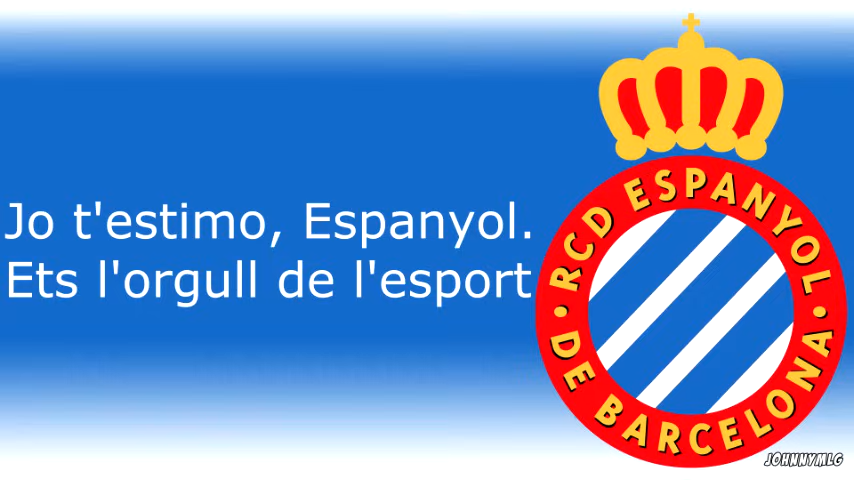 Jo t'estimo, Espanyol.
Ets l'orgull de l'esport
RCD ESPANYOL
DE BARCELONA
JOHNNYMLG